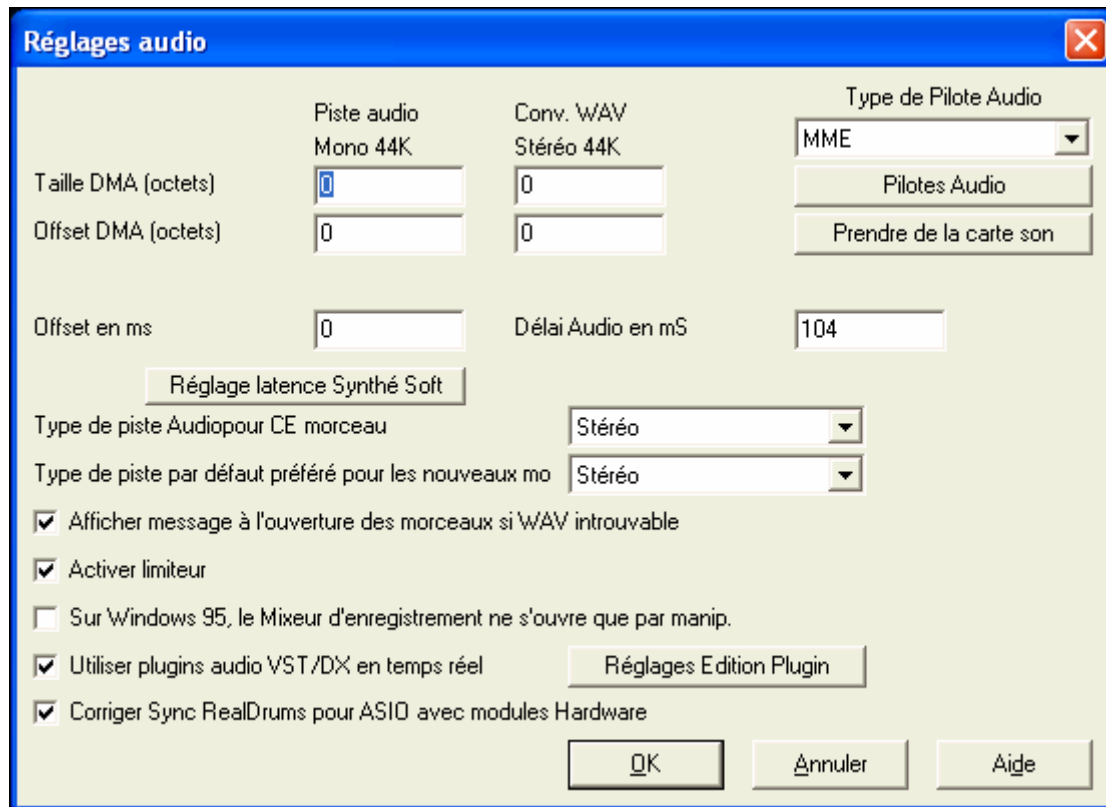 Réglages audio
Type de Pilote Audio
Piste audio Conv. WAV
Mono 44K Stéréo 44K MME
Taille DMA (octets) 0 0 Pilotes Audio
Offset DMA (octets) 0 0 Prendre de la carte son
Offset en ms 0 Délai Audio en mS 104
Réglage latence Synthé Soft
Type de piste Audiopour CE morceau Stéréo
Type de piste par défaut préféré pour les nouveaux mo Stéréo
Afficher message à l'ouverture des morceaux si WAV introuvable
Activer limiteur
Sur Windows 95, le Mixeur d'enregistrement ne s'ouvre que par manip.
Utiliser plugins audio VST/DX en temps réel Réglages Edition Plugin
Corriger Sync RealDrums pour ASIO avec modules Hardware
OK Annuler Aide